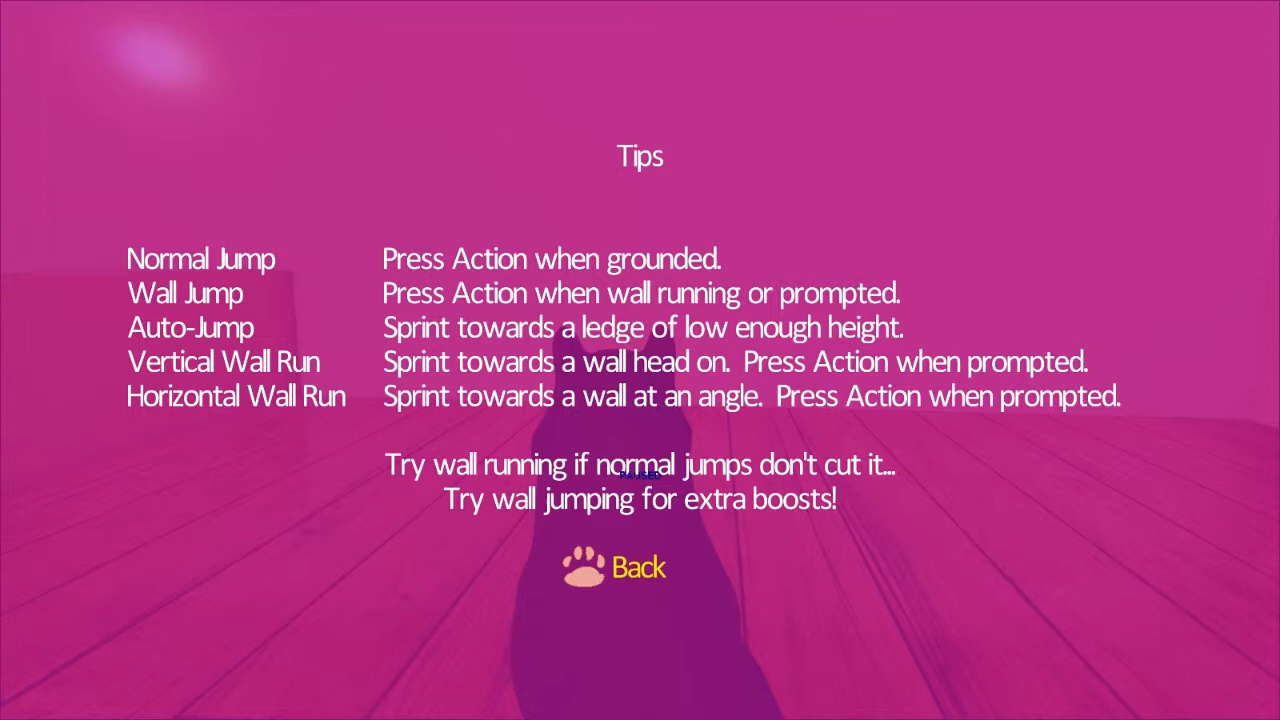 Tips
Normal Jump Press Action when grounded.
Wall Jump Press Action when wall running or prompted.
Auto-Jump Sprint towards a ledge of low enough height.
Vertical Wall Run Sprint towards a wall head on. Press Action when prompted.
Horizontal Wall Run Sprint towards a wall at an angle. Press Action when prompted.
Try wall running if normal jumps don't cut it...
PAUSED
Try wall jumping for extra boosts!
Back